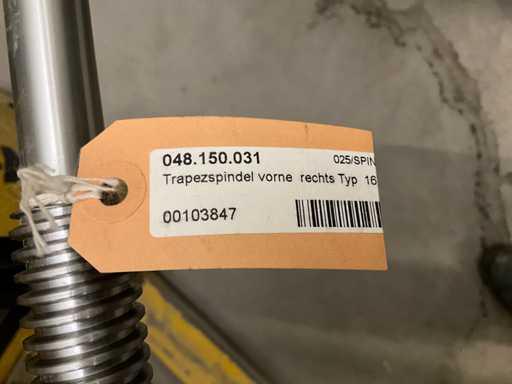 048.150.031 025/SPIN
Trapezspindel vorne rechts Typ 16
00103847